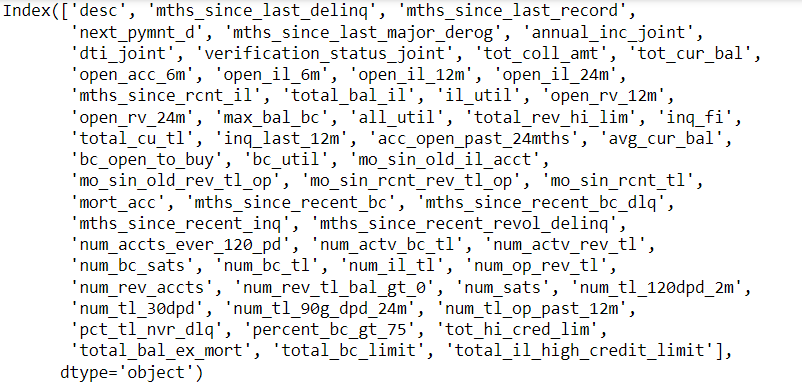 Index(['desc', 'mths_since_last_delinq', 'mths_since_last_record',
'next_pymnt_d', 'mths_since_last_major_derog', 'annual_inc_joint',
'dti_joint', 'verification_status_joint', 'tot_coll_amt', 'tot_cur_bal',
'open_acc_6m', 'open_il_6m', 'open_il_12m', 'open_il_24m',
'mths_since_rcnt_il', 'total_bal_il', 'il_util', 'open_rv_12m',
'open_rv_24m', 'max_bal_bc', 'all_util', 'total_rev_hi_lim', 'inq_fi',
'total_cu_tl', 'inq_last_12m', 'acc_open_past_24mths', 'avg_cur_bal',
'bc_open_to_buy', 'bc_util', 'mo_sin_old_il_acct',
'mo_sin_old_rev_tl_op', 'mo_sin_rcnt_rev_tl_op', 'mo_sin_rcnt_tl',
'mort_acc', 'mths_since_recent_bc', 'mths_since_recent_bc_dlq',
'mths_since_recent_inq', 'mths_since_recent_revol_delinq',
'num_accts_ever_120_pd', 'num_actv_bc_tl', 'num_actv_rev_tl',
'num_bc_sats', 'num_bc_tl', 'num_il_tl', 'num_op_rev_tl',
'num_rev_accts', 'num_rev_tl_bal_gt_0', 'num_sats', 'num_tl_120dpd_2m',
'num_tl_30dpd', 'num_tl_90g_dpd_24m', 'num_tl_op_past_12m',
'pct_tl_nvr_dlq', 'percent_bc_gt_75', 'tot_hi_cred_lim',
'total_bal_ex_mort', 'total_bc_limit', 'total_il_high_credit_limit'],
dtype='object')